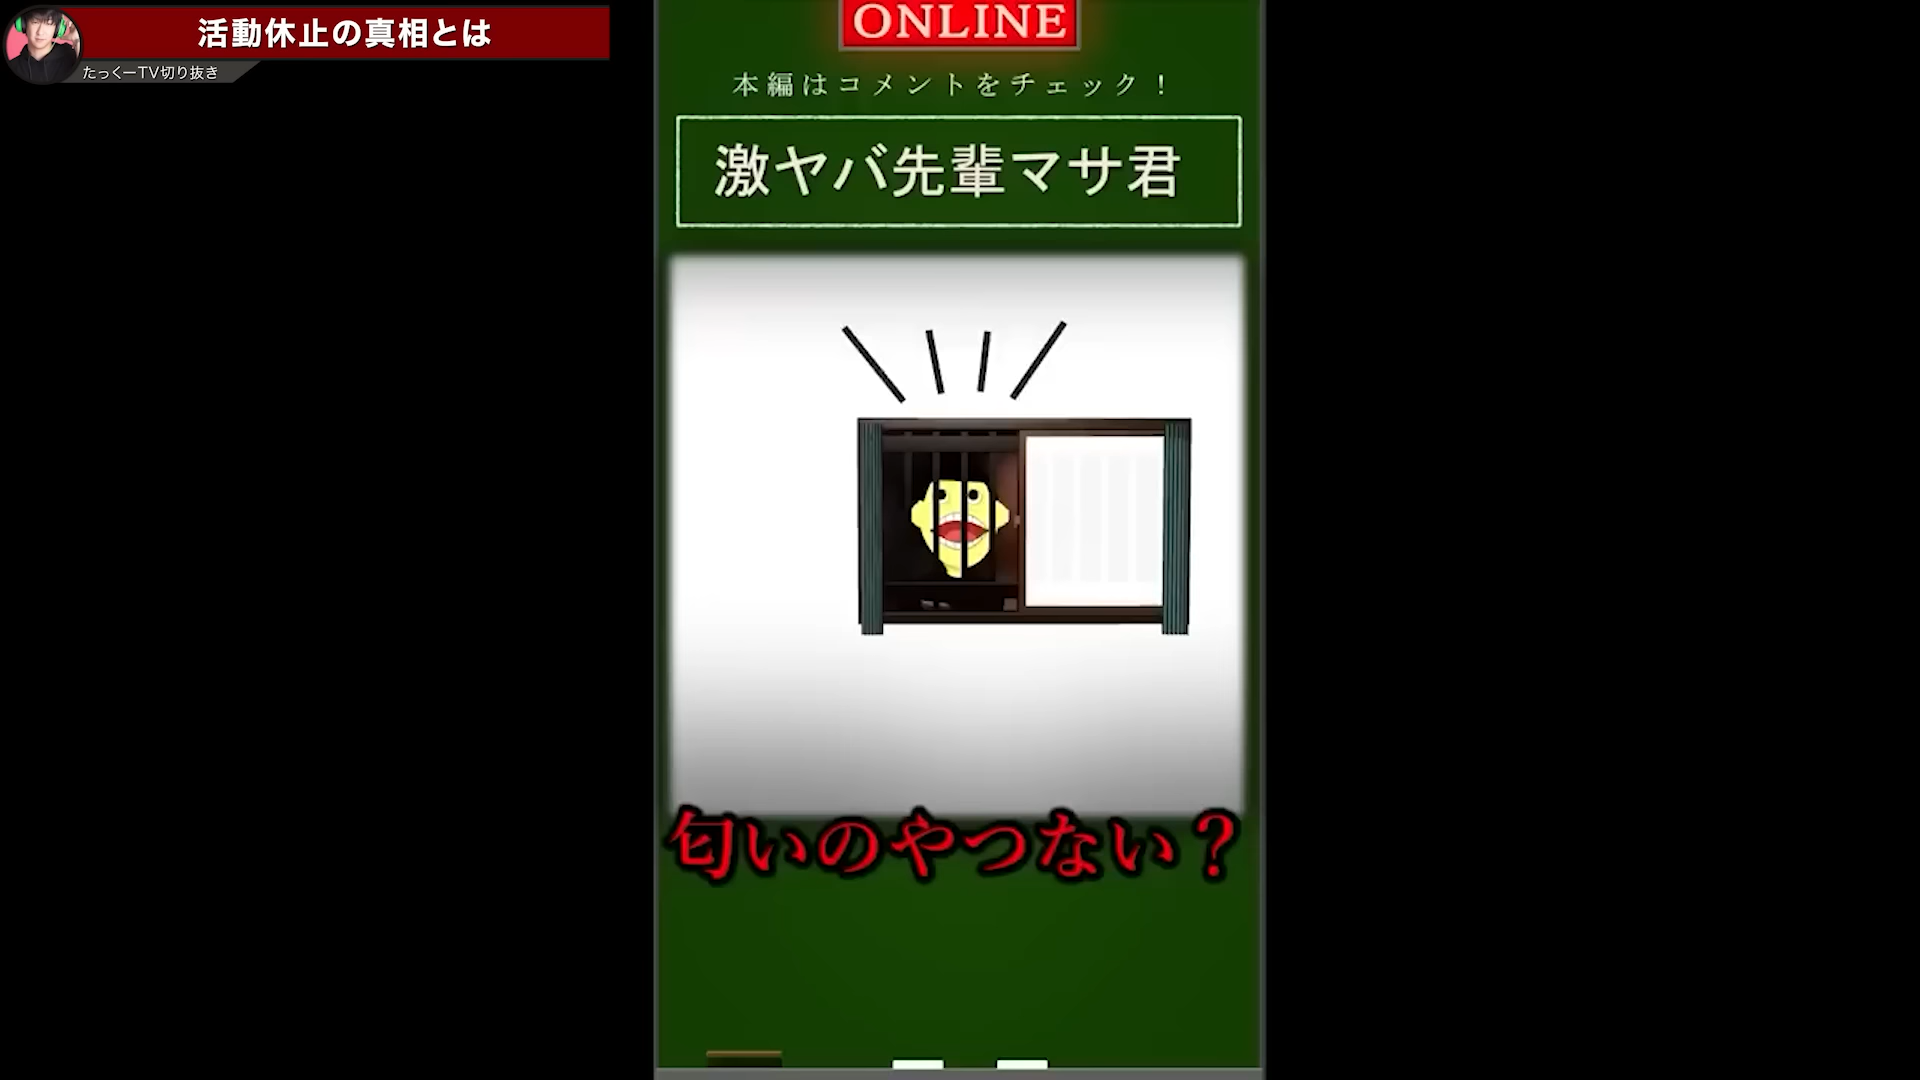 活動休止の真相とは
たっくーTV切り抜き
ONLINE
本編はコメントをチェック！
激ヤバ先輩マサ君
匂いのやつない？